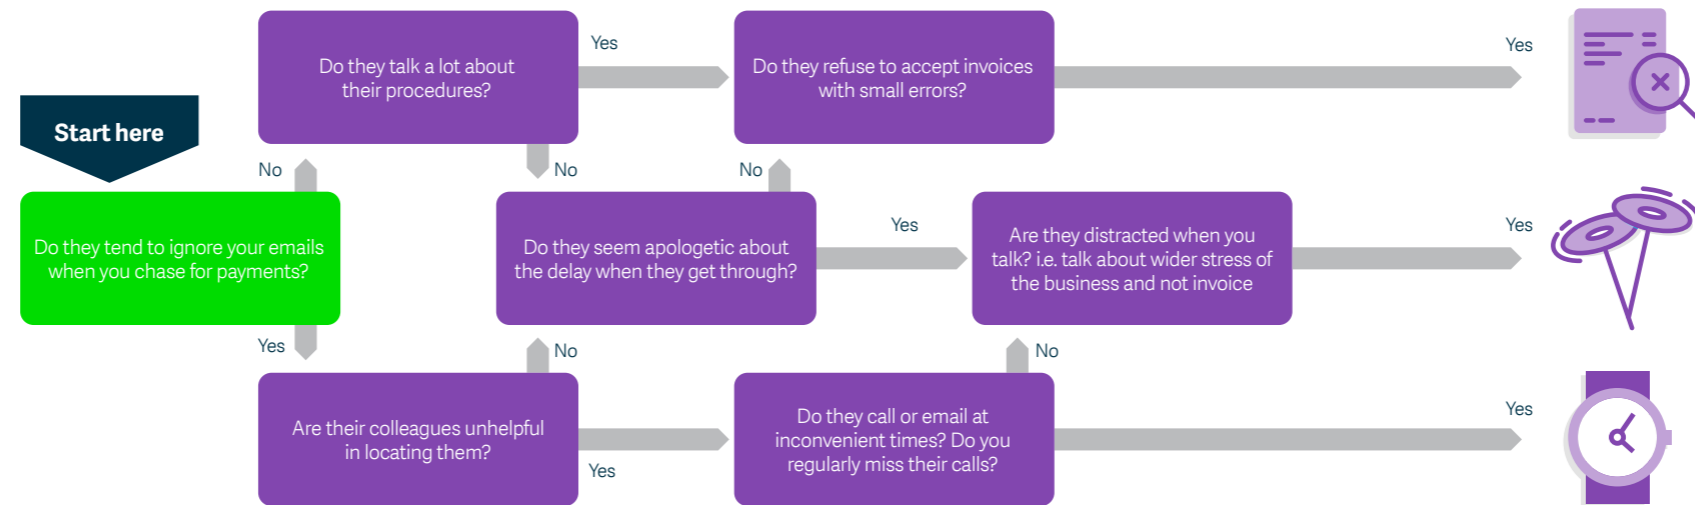 Do they talk a lot about
their procedures?
Yes
Do they refuse to accept invoices
with small errors?
Yes
Start here
No
No
No
Do they tend to ignore your emails
when you chase for payments?
Do they seem apologetic about
the delay when they get through?
Yes
Are they distracted when you
talk? i.e. talk about wider stress of
the business and not invoice
Yes
Yes
No
No
Are their colleagues unhelpful
in locating them?
Yes
Do they call or email at
inconvenient times? Do you
regularly miss their calls?
Yes